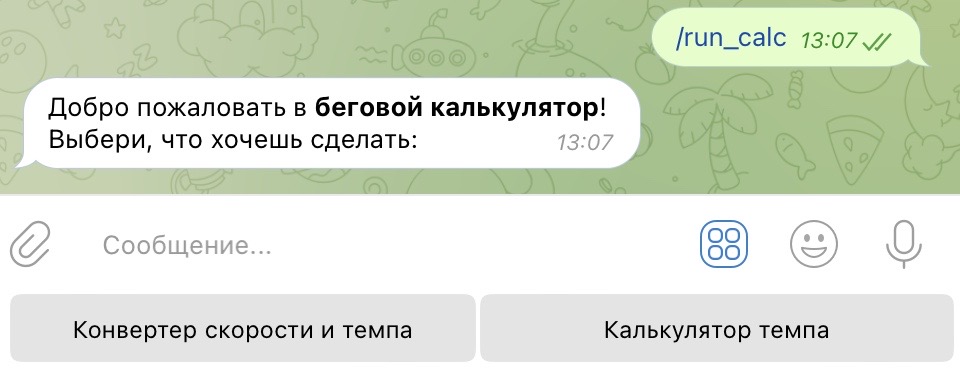 /run_calc 13:07
Добро пожаловать в беговой калькулятор!
Выбери, что хочешь сделать: 13:07
Сообщение...
Конвертер скорости и темпа
Калькулятор темпа